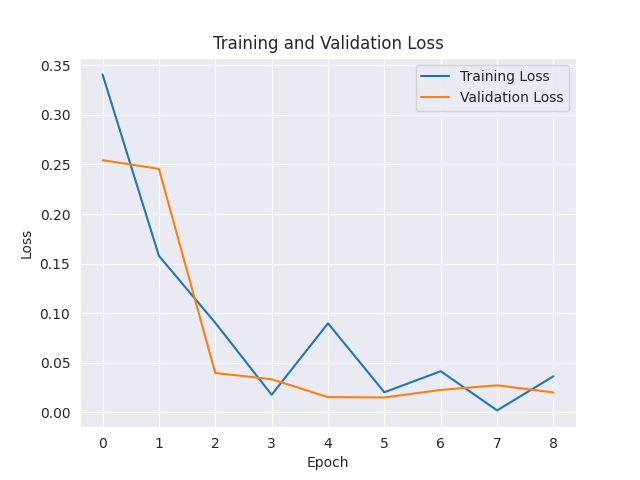 Training and Validation Loss
Training Loss
Validation Loss
0.35
0.30
0.25
0.20
0.15
0.10
0.05
0.00
Loss
0 1 2 3 4 5 6 7 8
Epoch